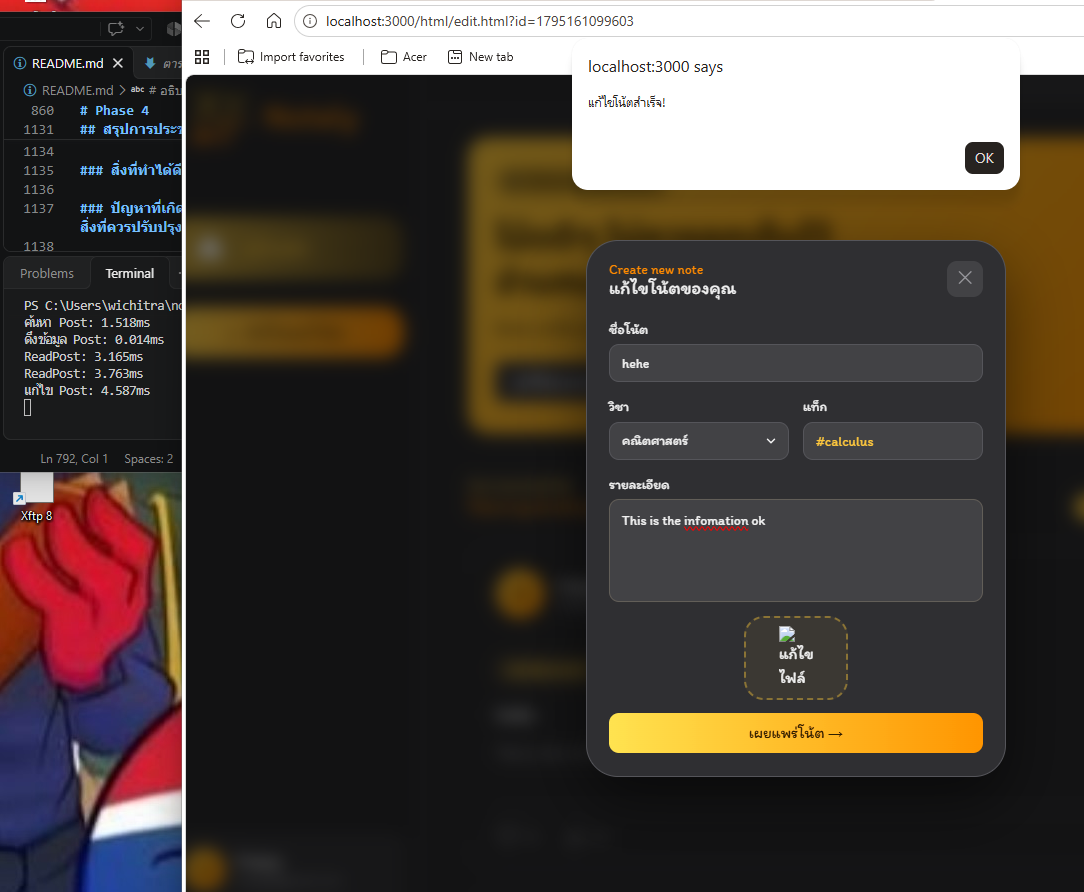 localhost:3000/html/edit.html?id=1795161099603
Import favorites
Acer
New tab
README.md
README.md > abc #
860 # Phase 4
1131 ## สรุปการประ
1134
1135 ### สิ่งที่ทำได้ดี
1136
1137 ### ปัญหาที่เกิด
สิ่งที่ควรปรับปรุง
1138
Problems
Terminal
PS C:\Users\wichitra\no
ค้นหา Post: 1.518ms
ดึงข้อมูล Post: 0.014ms
ReadPost: 3.165ms
ReadPost: 3.763ms
แก้ไข Post: 4.587ms
Ln 792, Col 1 Spaces: 2
Xftp 8
localhost:3000 says
แก้ไขโน้ตสำเร็จ!
OK
Create new note
แก้ไขโน้ตของคุณ
ชื่อโน้ต
hehe
วิชา
แท็ก
คณิตศาสตร์
#calculus
รายละเอียด
This is the infomation ok
แก้ไข
ไฟล์
เผยแพร่โน้ต →